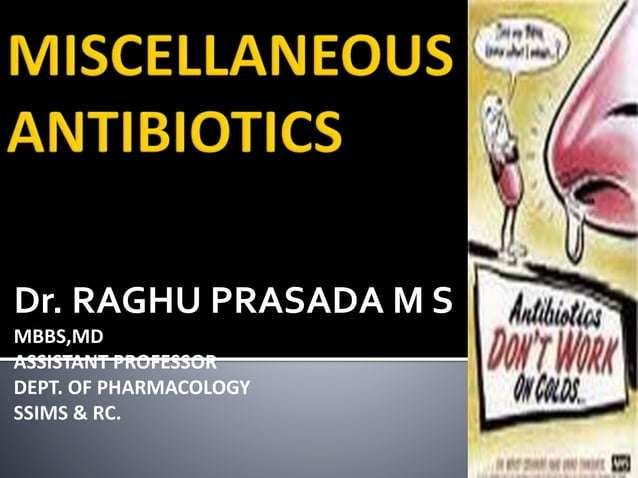 MISCELLANEOUS
ANTIBIOTICS
Dr. RAGHU PRASADA M S
MBBS,MD
ASSISTANT PROFESSOR
DEPT. OF PHARMACOLOGY
SSIMS & RC.
Antibiotics
DON'T WORK
ON COLDS...
NHS